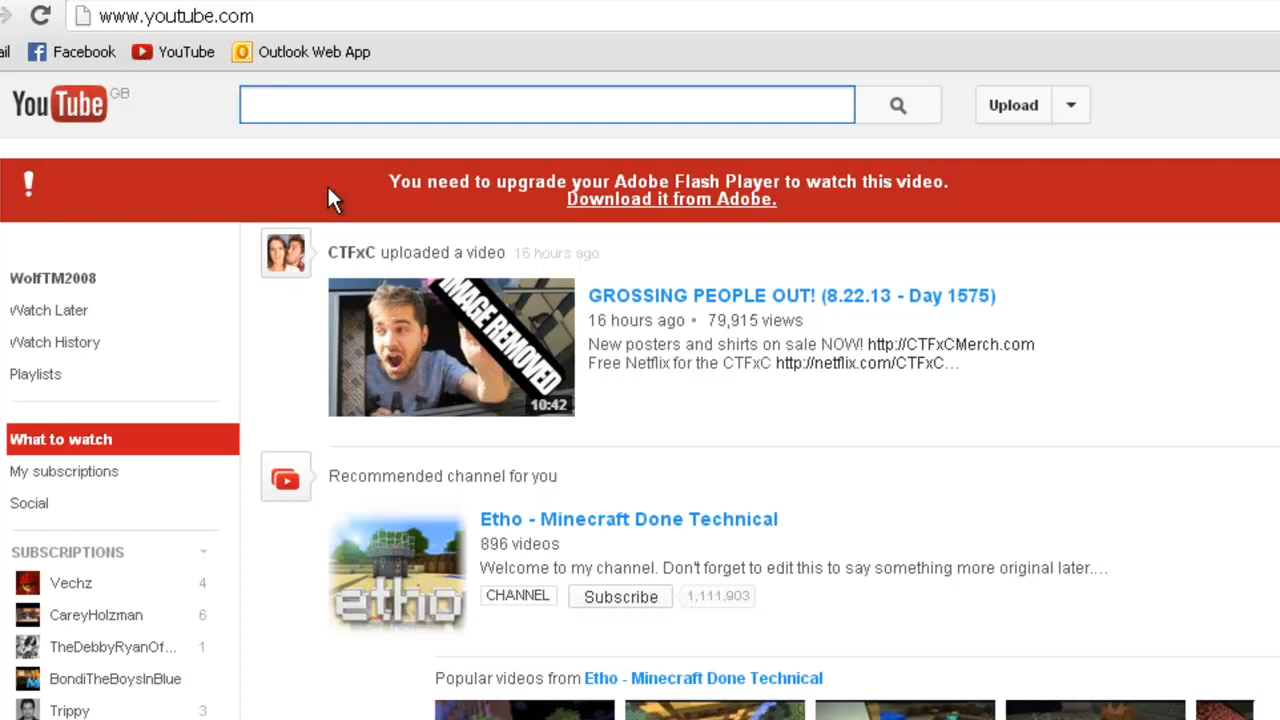 www.youtube.com
ail Facebook YouTube Outlook Web App
YouTube GB
Upload
! You need to upgrade your Adobe Flash Player to watch this video.
Download it from Adobe.
WolfTM2008
Watch Later
Watch History
Playlists
What to watch
My subscriptions
Social
SUBSCRIPTIONS
Vechz 4
CareyHolzman 6
TheDebbyRyanOf... 1
BondiTheBoysInBlue
Trippy 3
CTFxC uploaded a video 16 hours ago
IMAGE REMOVED
10:42
GROSSING PEOPLE OUT! (8.22.13 - Day 1575)
16 hours ago • 79,915 views
New posters and shirts on sale NOW! http://CTFxCMerch.com
Free Netflix for the CTFxC http://netflix.com/CTFxC...
Recommended channel for you
etho
Etho - Minecraft Done Technical
896 videos
Welcome to my channel. Don't forget to edit this to say something more original later....
CHANNEL Subscribe 1,111,903
Popular videos from Etho - Minecraft Done Technical